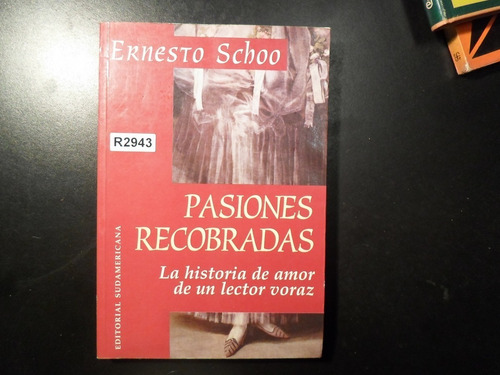 Ernesto Schoo
R2943
PASIONES
RECOBRADAS
La historia de amor
de un lector voraz
EDITORIAL SUDAMERICANA